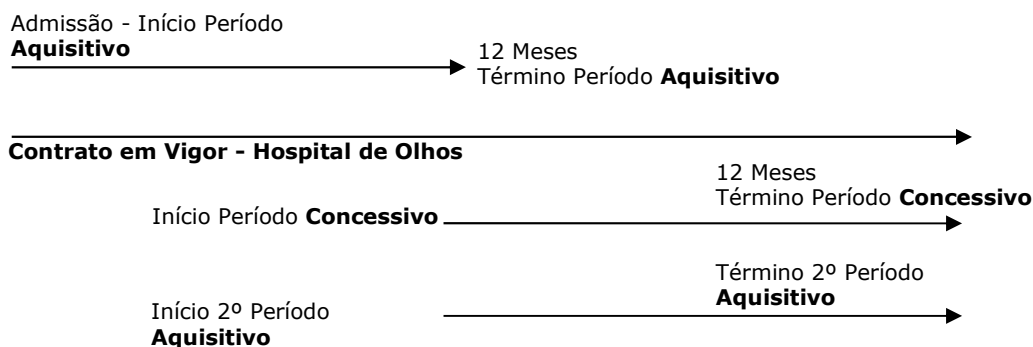 Admissão - Início Período
Aquisitivo
12 Meses
Término Período Aquisitivo
Contrato em Vigor - Hospital de Olhos
12 Meses
Término Período Concessivo
Início Período Concessivo
Término 2º Período
Aquisitivo
Início 2º Período
Aquisitivo